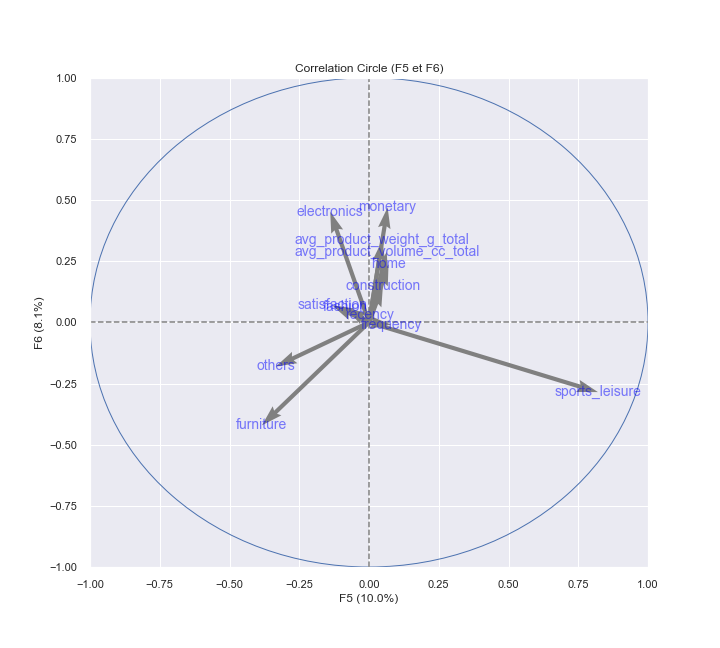 Correlation Circle (F5 et F6)
1.00
0.75
0.50
0.25
0.00
−0.25
−0.50
−0.75
−1.00
F6 (8.1%)
electronics
monetary
avg_product_weight_g_total
avg_product_volume_cc_total
home
construction
satisfaction
fashion
recency
frequency
others
sports_leisure
furniture
−1.00 −0.75 −0.50 −0.25 0.00 0.25 0.50 0.75 1.00
F5 (10.0%)